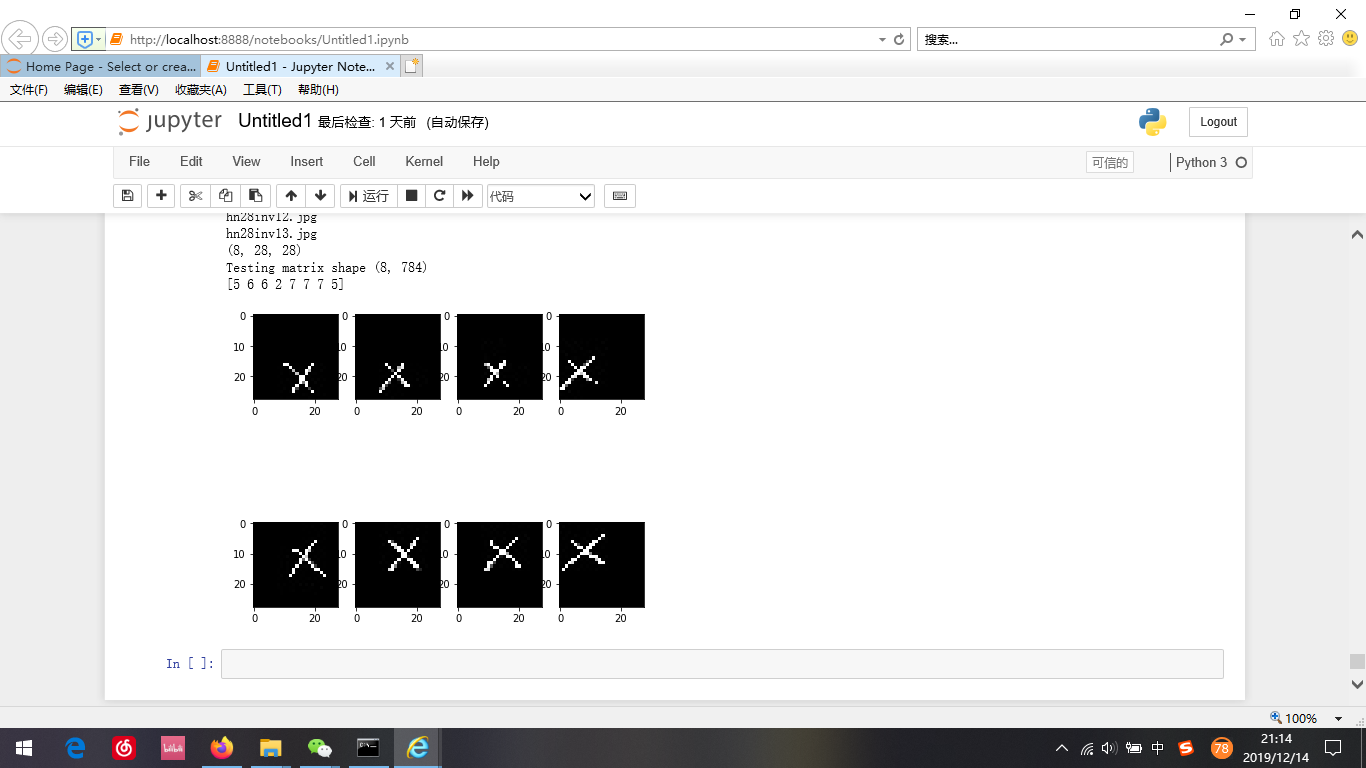 http://localhost:8888/notebooks/Untitled1.ipynb
搜索...
Home Page - Select or crea...
Untitled1 - Jupyter Note...
文件(F) 编辑(E) 查看(V) 收藏夹(A) 工具(T) 帮助(H)
jupyter Untitled1 最后检查: 1 天前 (自动保存)
Logout
File Edit View Insert Cell Kernel Help
可信的
Python 3
运行
代码
hn28inv12.jpg
hn28inv13.jpg
(8, 28, 28)
Testing matrix shape (8, 784)
[5 6 6 2 7 7 7 5]
0 0 0 0
10 10 10 10
20 20 20 20
0 20 0 20 0 20 0 20
0 0 0 0
10 10 10 10
20 20 20 20
0 20 0 20 0 20 0 20
In [ ]:
100%
bilibili
中
78
21:14
2019/12/14